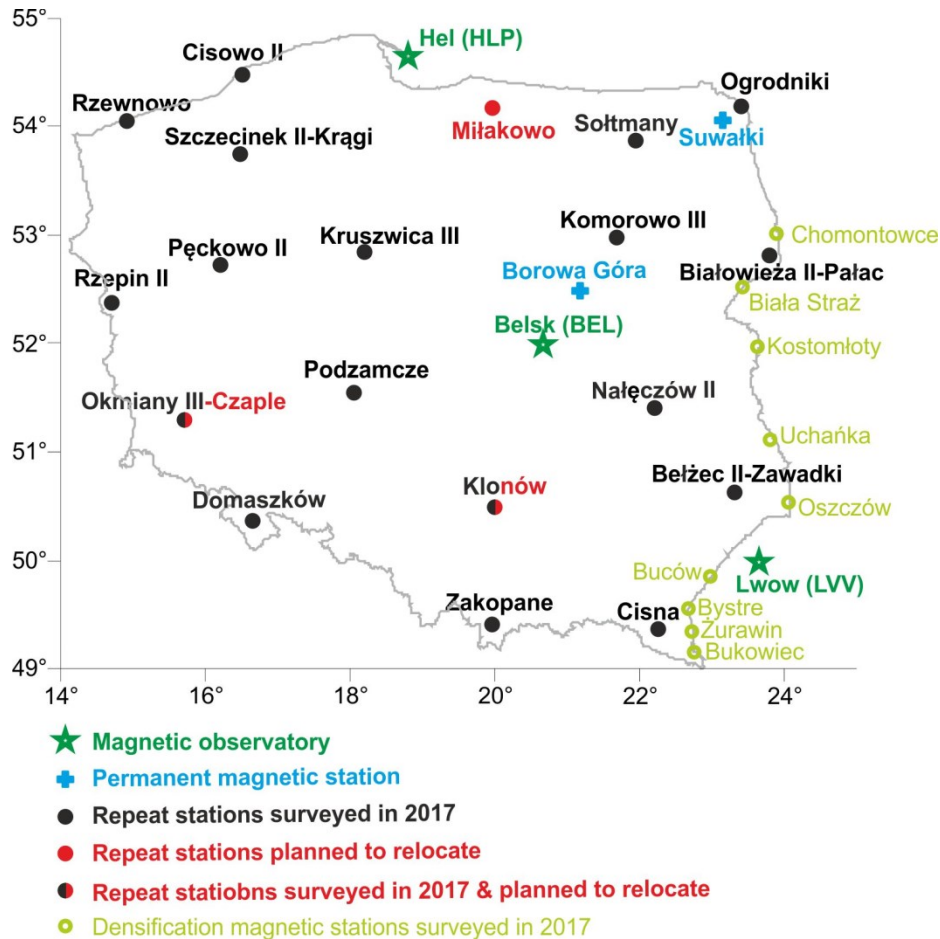 55°
Hel (HLP)
Cisowo II
Ogrodniki
Rzewnowo
54°
Szczecinek II-Krągi
Miłakowo
Sołtmany
Suwałki
53°
Chomontowce
Komorowo III
Kruszwica III
Pęckowo II
Białowieża II-Pałac
Rzepin II
Borowa Góra
Biała Straż
Belsk (BEL)
52°
Kostomłoty
Podzamcze
Okmiany III-Czaple
Nałęczów II
51°
Uchańka
Bełżec II-Zawadki
Klonów
Domaszków
Oszczów
50°
Buców
Lwow (LVV)
Zakopane
Cisna
Bystre
Żurawin
Bukowiec
49°
14° 16° 18° 20° 22° 24°
Magnetic observatory
Permanent magnetic station
Repeat stations surveyed in 2017
Repeat stations planned to relocate
Repeat statiobns surveyed in 2017 & planned to relocate
Densification magnetic stations surveyed in 2017